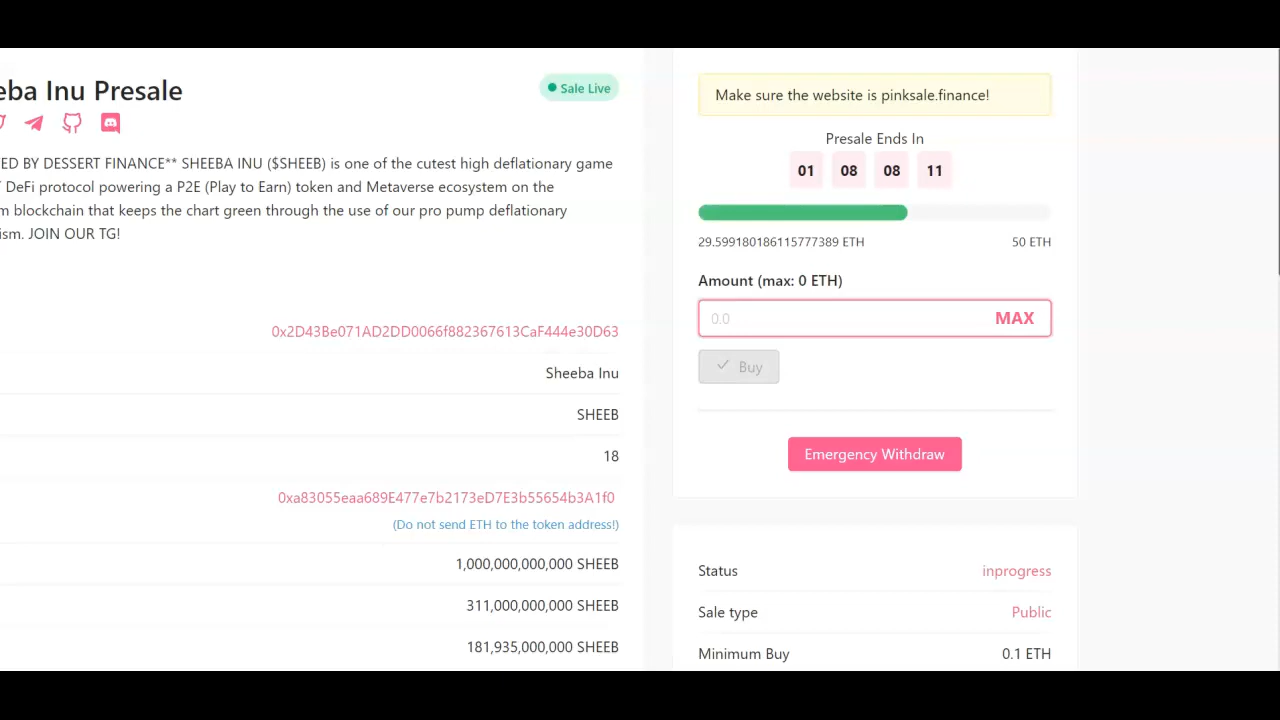 eba Inu Presale
Sale Live
ED BY DESSERT FINANCE** SHEEBA INU ($SHEEB) is one of the cutest high deflationary game
DeFi protocol powering a P2E (Play to Earn) token and Metaverse ecosystem on the
m blockchain that keeps the chart green through the use of our pro pump deflationary
ism. JOIN OUR TG!
0x2D43Be071AD2DD0066f882367613CaF444e30D63
Sheeba Inu
SHEEB
18
0xa83055eaa689E477e7b2173eD7E3b55654b3A1f0
(Do not send ETH to the token address!)
1,000,000,000,000 SHEEB
311,000,000,000 SHEEB
181,935,000,000 SHEEB
Make sure the website is pinksale.finance!
Presale Ends In
01 08 08 11
29.599180186115777389 ETH 50 ETH
Amount (max: 0 ETH)
0.0 MAX
Buy
Emergency Withdraw
Status inprogress
Sale type Public
Minimum Buy 0.1 ETH